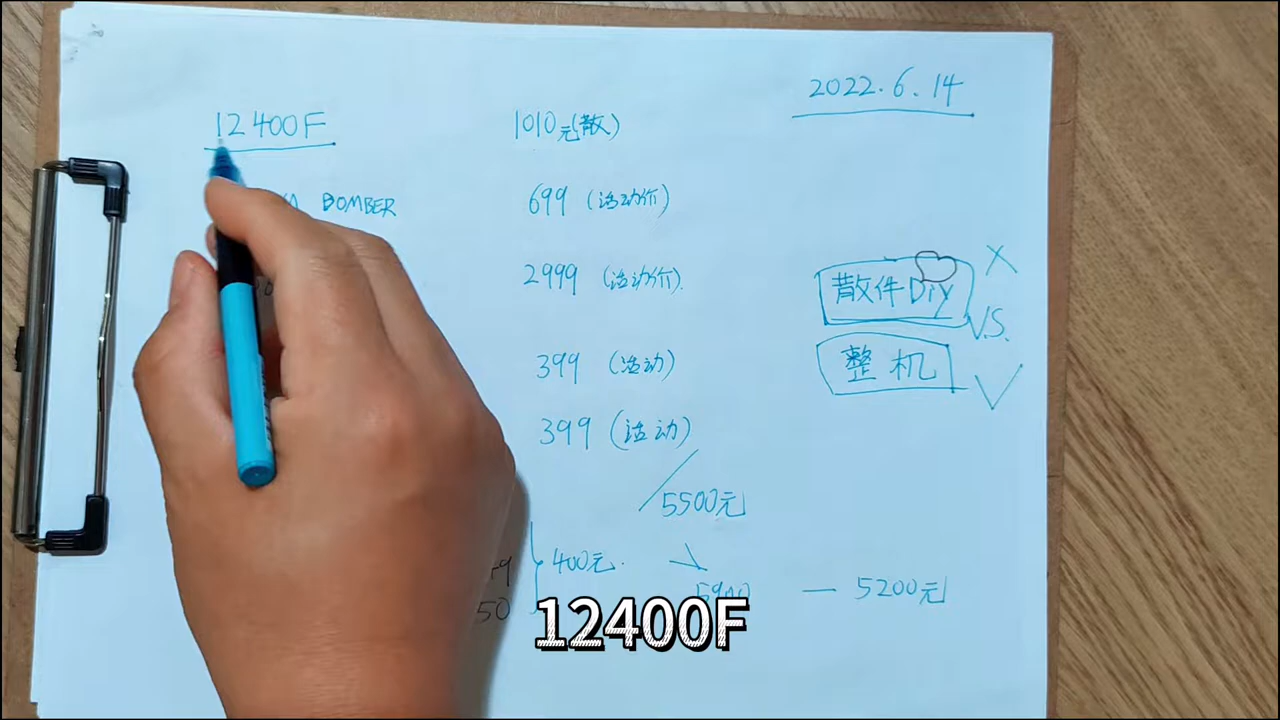 2022.6.14
12400F 1010元(散)
BOMBER 699 (活动价)
2999 (活动价)
散件Diy X
V.S.
整机 V
399 (活动)
399 (活动)
5500元
400元.
50
5900 — 5200元
12400F